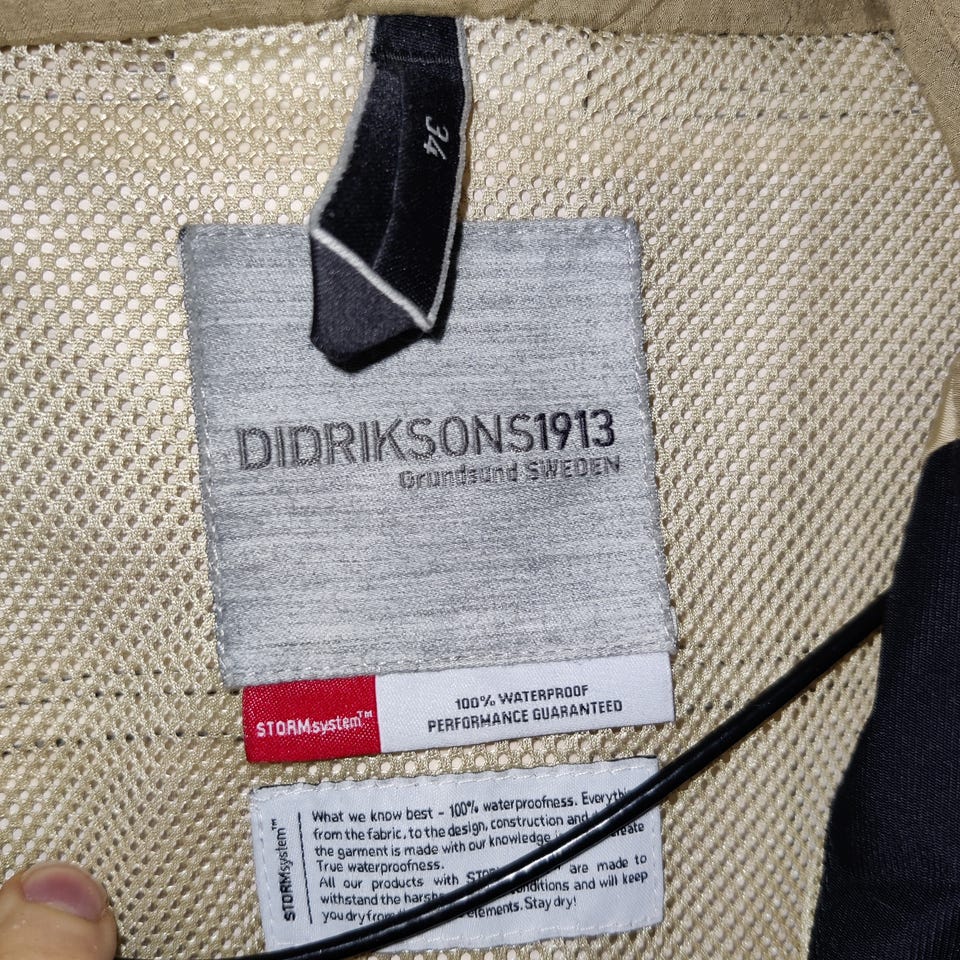 34
DIDRIKSONS1913
Grundsund SWEDEN
STORMsystem™
100% WATERPROOF
PERFORMANCE GUARANTEED
STORMsystem™
What we know best - 100% waterproofness.
from the fabric, to the design, construction and
the garment is made with our knowledge
True waterproofness.
All our products with are made to
withstand the and will keep
you dry from elements. Stay dry!